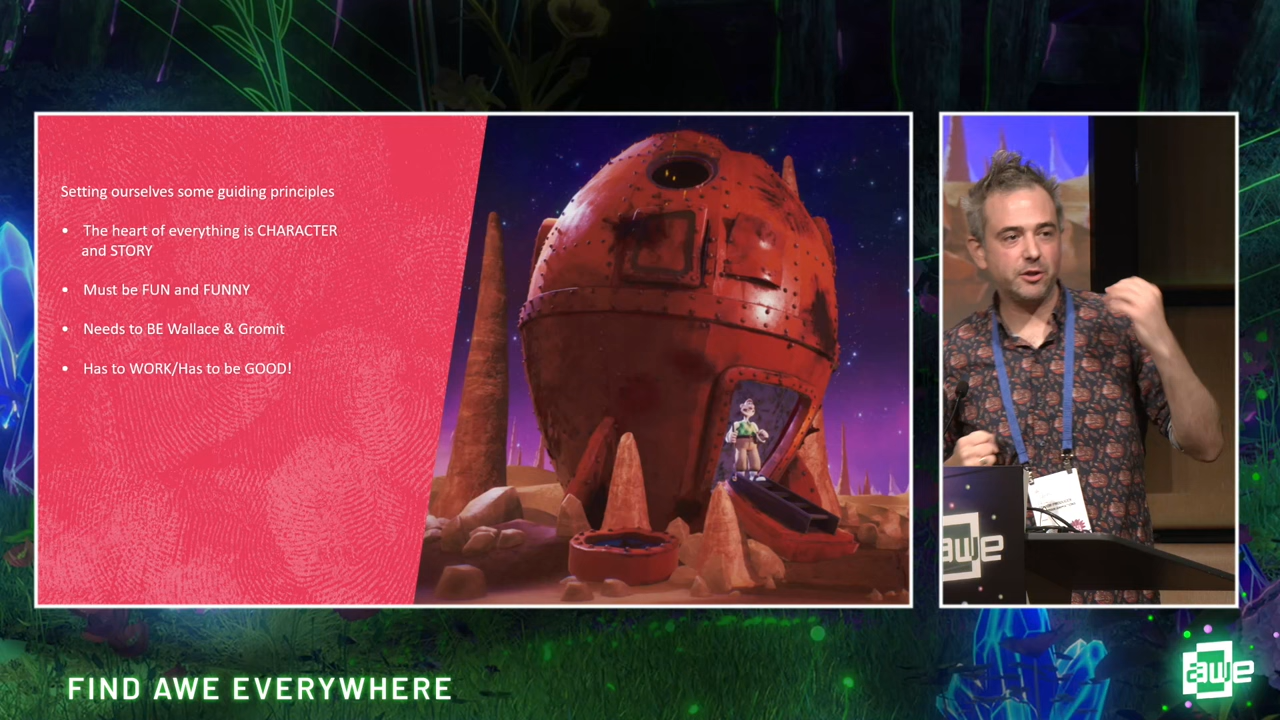 Setting ourselves some guiding principles
• The heart of everything is CHARACTER
and STORY
• Must be FUN and FUNNY
• Needs to BE Wallace & Gromit
• Has to WORK/Has to be GOOD!
awe
FIND AWE EVERYWHERE
awe